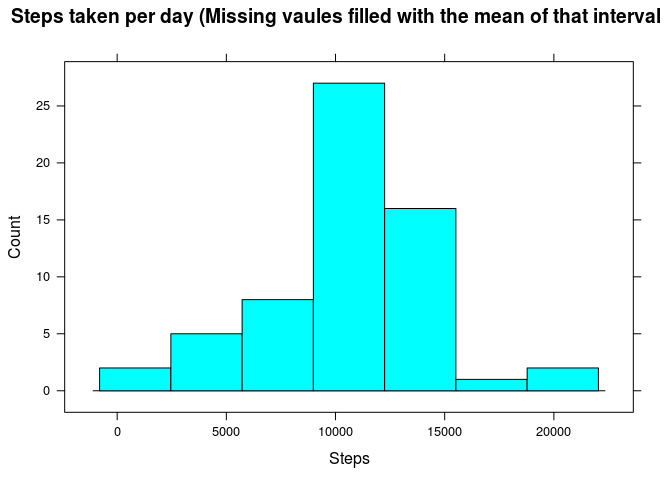 Steps taken per day (Missing vaules filled with the mean of that interval
25
20
15
10
5
0
Count
0 5000 10000 15000 20000
Steps